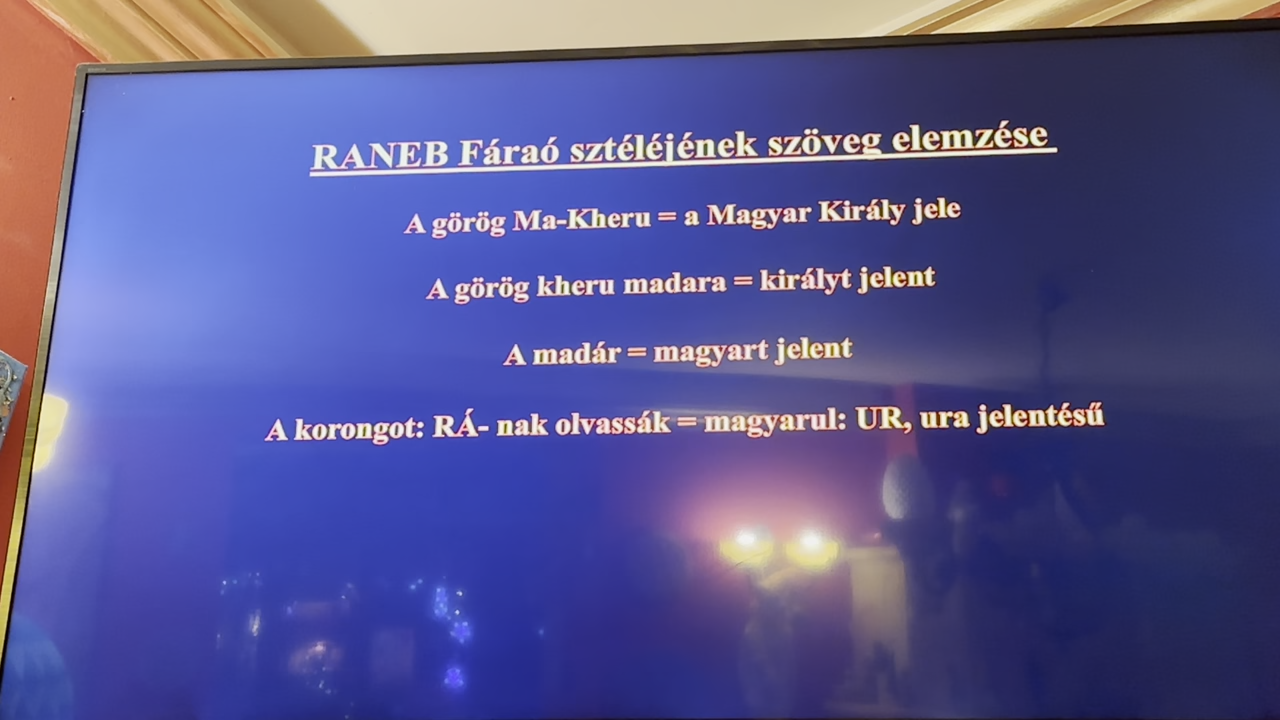 RANEB Fáraó sztéléjének szöveg elemzése
A görög Ma-Kheru = a Magyar Király jele
A görög kheru madara = királyt jelent
A madár = magyart jelent
A korongot: RÁ- nak olvassák = magyarul: UR, ura jelentésű